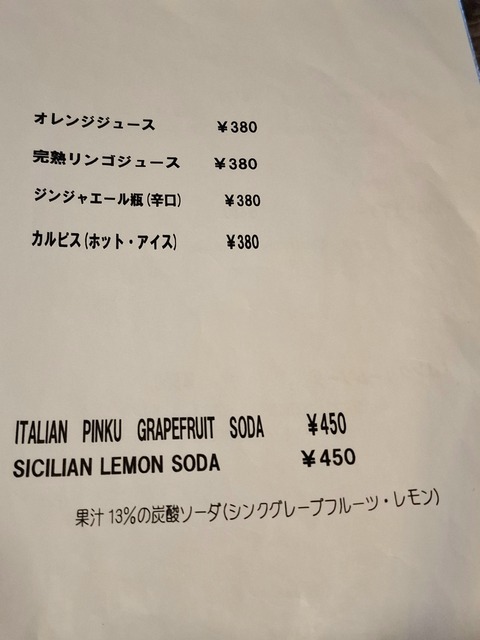 オレンジジュース ¥380
完熟リンゴジュース ¥380
ジンジャエール瓶(辛口) ¥380
カルピス(ホット・アイス) ¥380
ITALIAN PINKU GRAPEFRUIT SODA ¥450
SICILIAN LEMON SODA ¥450
果汁13%の炭酸ソーダ(シンクグレープフルーツ・レモン)